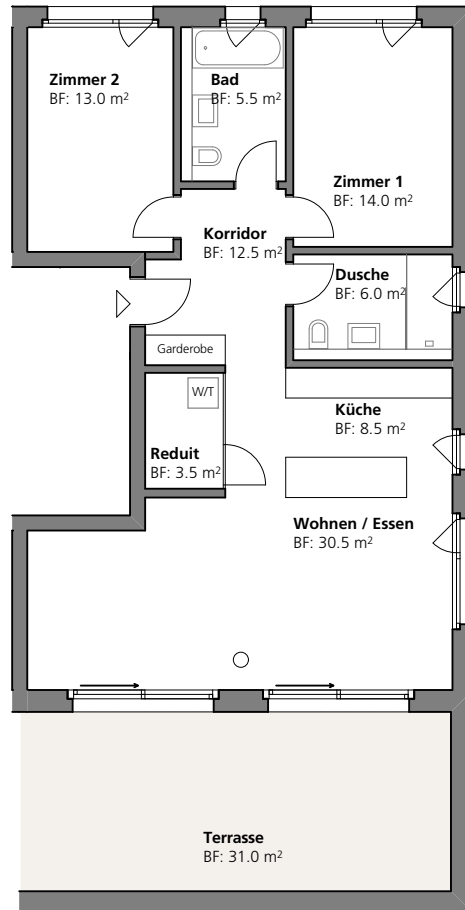 Zimmer 2
BF: 13.0 m²
Bad
BF: 5.5 m²
Zimmer 1
BF: 14.0 m²
Korridor
BF: 12.5 m²
Dusche
BF: 6.0 m²
Garderobe
W/T
Küche
BF: 8.5 m²
Reduit
BF: 3.5 m²
Wohnen / Essen
BF: 30.5 m²
Terrasse
BF: 31.0 m²